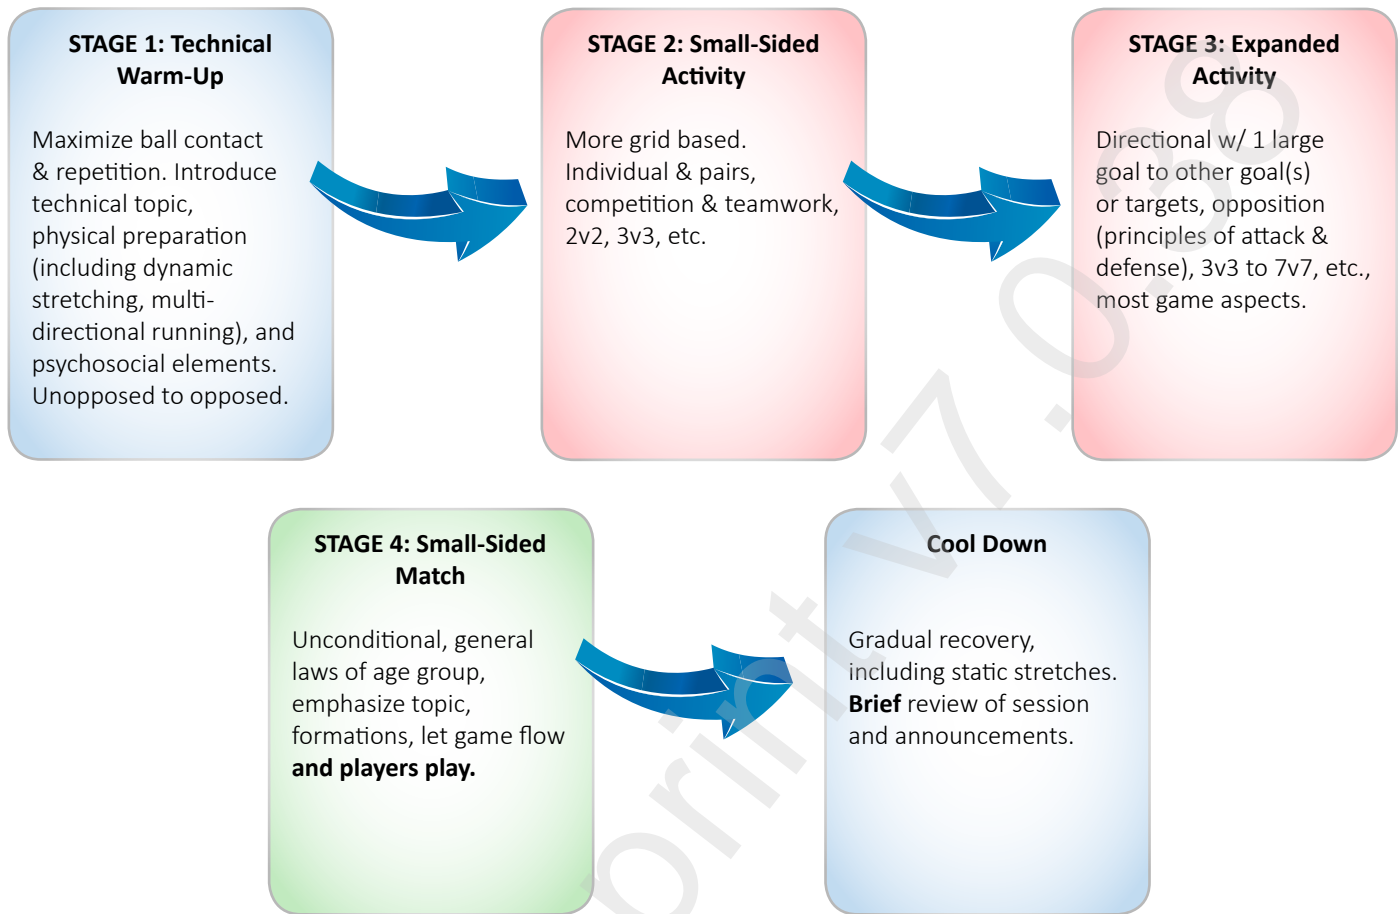 STAGE 1: Technical
Warm-Up
Maximize ball contact
& repetition. Introduce
technical topic,
physical preparation
(including dynamic
stretching, multi-
directional running), and
psychosocial elements.
Unopposed to opposed.
STAGE 2: Small-Sided
Activity
More grid based.
Individual & pairs,
competition & teamwork,
2v2, 3v3, etc.
STAGE 3: Expanded
Activity
Directional w/ 1 large
goal to other goal(s)
or targets, opposition
(principles of attack &
defense), 3v3 to 7v7, etc.,
most game aspects.
STAGE 4: Small-Sided
Match
Unconditional, general
laws of age group,
emphasize topic,
formations, let game flow
and players play.
Cool Down
Gradual recovery,
including static stretches.
Brief review of session
and announcements.
print v7.0.38